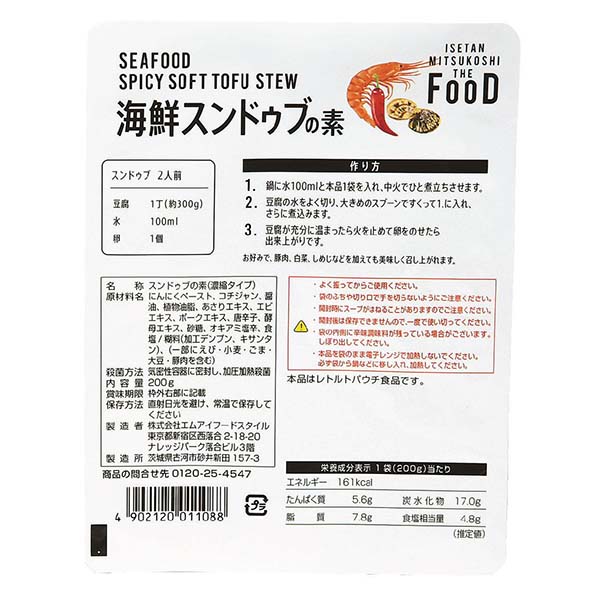 SEAFOOD
SPICY SOFT TOFU STEW
海鮮スンドゥブの素
ISETAN
MITSUKOSHI
THE
FOOD
スンドゥブ 2人前
豆腐 1丁(約300g)
水 100ml
卵 1個
作り方
1. 鍋に水100mlと本品1袋を入れ、中火でひと煮立ちさせます。
2. 豆腐の水をよく切り、大きめのスプーンですくって1.に入れ、
さらに煮込みます。
3. 豆腐が充分に温まったら火を止めて卵をのせたら
出来上がりです。
お好みで、豚肉、白菜、しめじなどを加えても美味しく召し上がれます。
名称 スンドゥブの素(濃縮タイプ)
原材料名 にんにくペースト、コチジャン、醤
油、植物油脂、あさりエキス、エビ
エキス、ポークエキス、唐辛子、酵
母エキス、砂糖、オキアミ塩辛、食
塩/糊料(加工デンプン、キサンタ
ン)、(一部にえび・小麦・ごま・
大豆・豚肉を含む)
殺菌方法 気密性容器に密封し、加圧加熱殺菌
内容量 200g
賞味期限 枠外右部に記載
保存方法 直射日光を避け、常温で保存して
ください
製造者 株式会社エムアイフードスタイル
東京都新宿区西落合2-18-20
ナレッジパーク落合ビル3階
製造所 茨城県古河市砂井新田157-3
商品の問合せ先 0120-25-4547
・よく振ってからご使用ください。
・袋のふちや切り口で手を切らないようにご注意ください。
・開封時にスープがはねることがありますのでご注意ください。
・開封後は保存できませんので、一度で使い切ってください。
・袋の内側に辛味調味料が残っている場合がございます。
しぼり出してください。
・本品を袋のまま電子レンジで加熱しないでください。
必ず袋から鍋などに移し入れ、加熱してください。
本品はレトルトパウチ食品です。
栄養成分表示 1袋(200g)当たり
エネルギー 161kcal
たんぱく質 5.6g 炭水化物 17.0g
脂質 7.8g 食塩相当量 4.8g
(推定値)
プラ
4 902120 011088